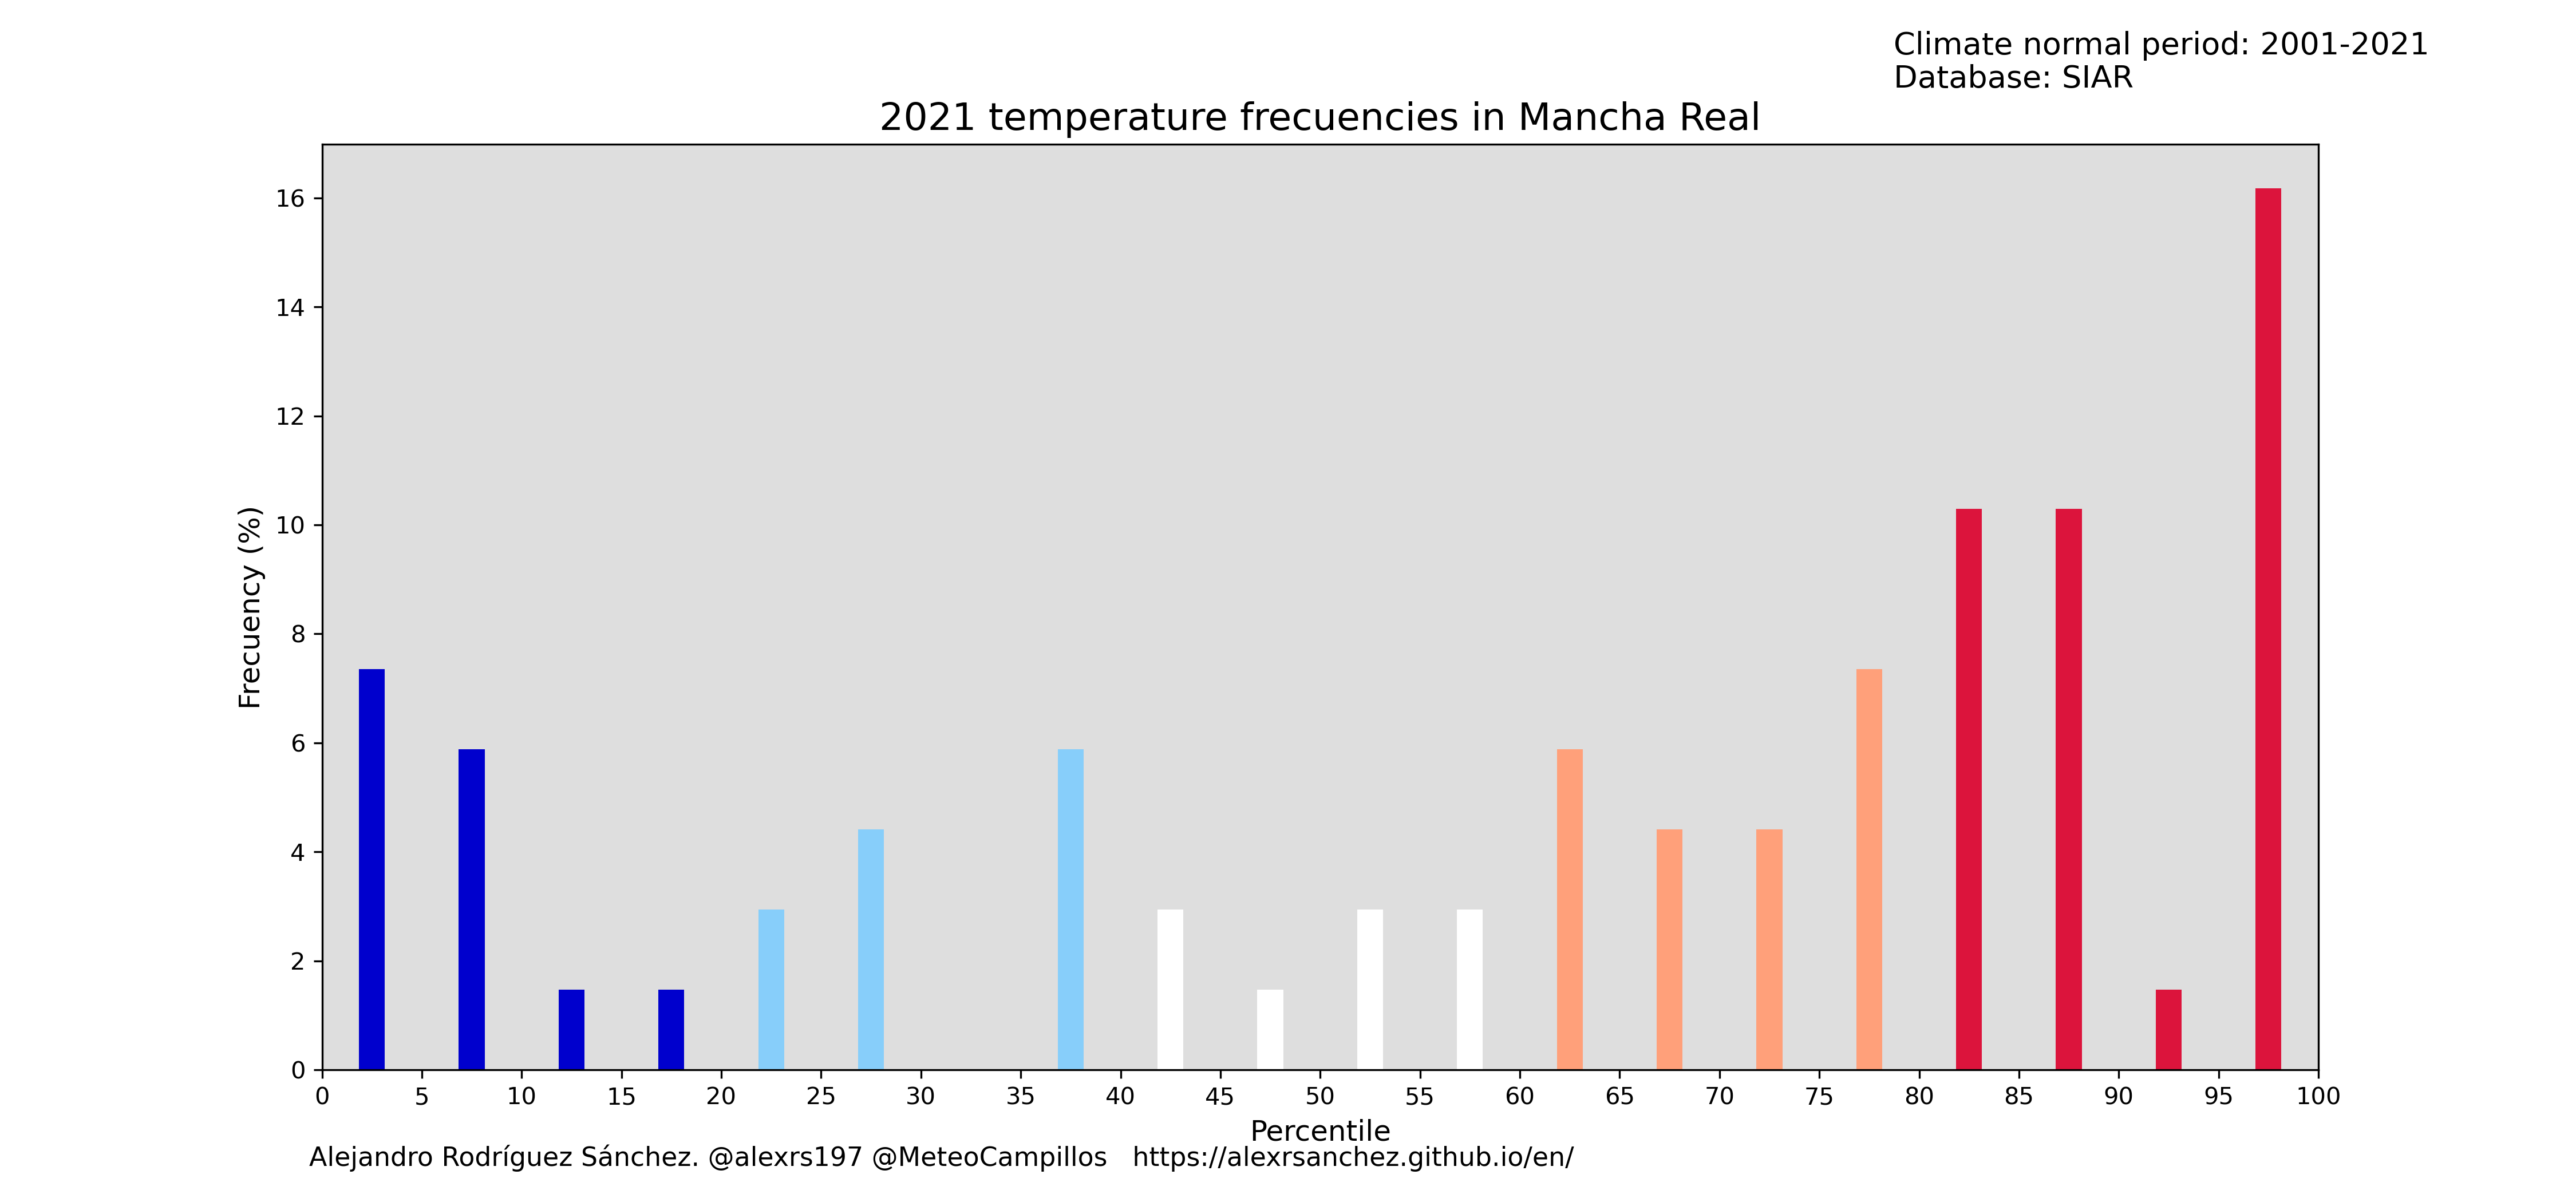 Climate normal period: 2001-2021
Database: SIAR
2021 temperature frecuencies in Mancha Real
Frecuency (%)
16
14
12
10
8
6
4
2
0
0 5 10 15 20 25 30 35 40 45 50 55 60 65 70 75 80 85 90 95 100
Percentile
Alejandro Rodríguez Sánchez. @alexrs197 @MeteoCampillos https://alexrsanchez.github.io/en/